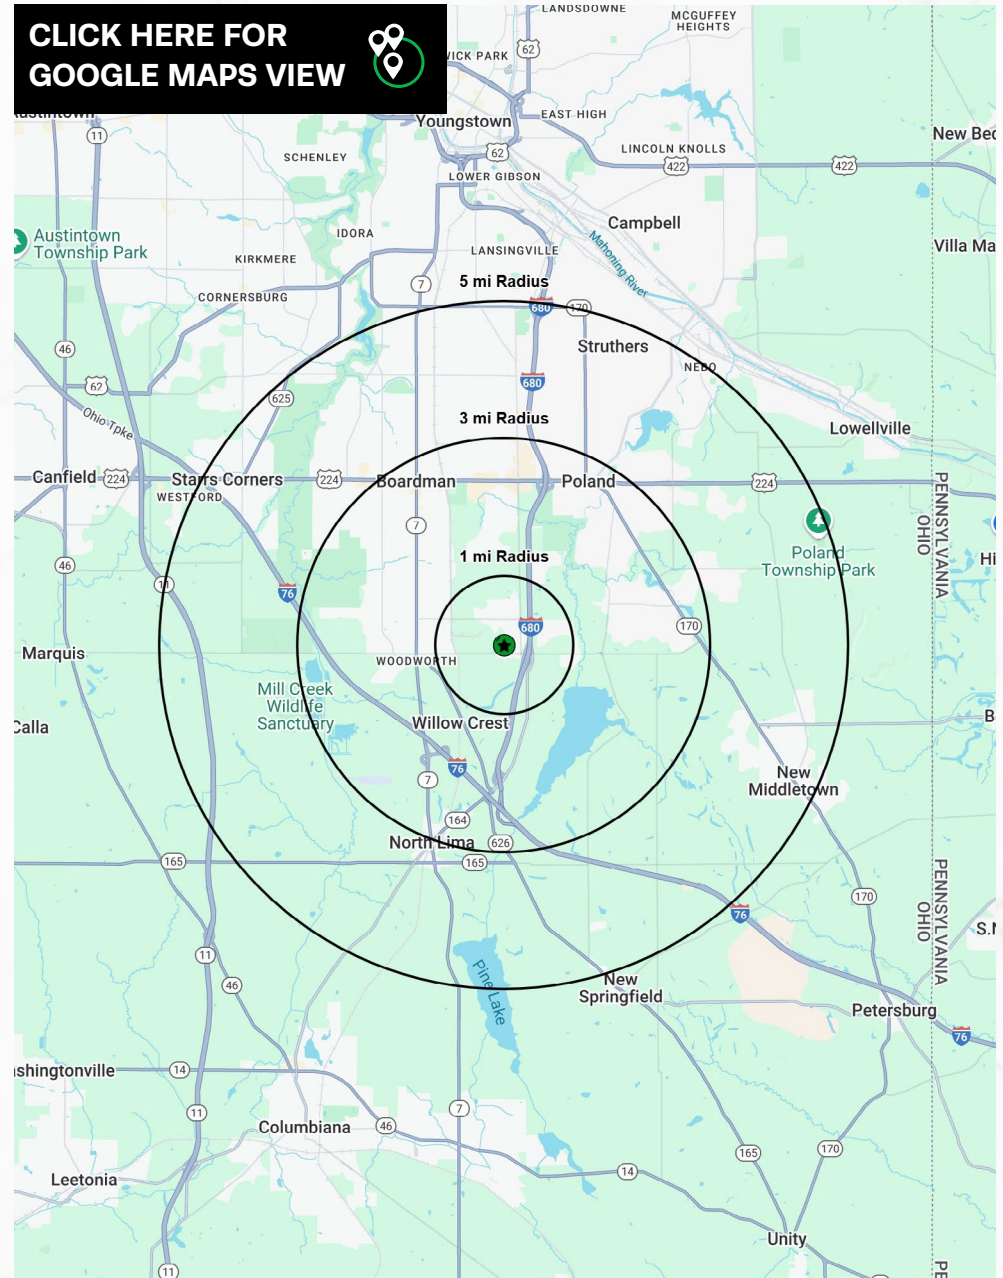 CLICK HERE FOR
GOOGLE MAPS VIEW
LANDSDOWNE
MCGUFFEY
HEIGHTS
62
11
Youngstown
EAST HIGH
New
SCHENLEY
62
LINCOLN KNOLLS
422
422
LOWER GIBSON
Campbell
Austintown
Township Park
IDORA
Mahoning River
Villa
KIRKMERE
LANSINGVILLE
7
5 mi Radius
CORNERSBURG
680
170
46
Struthers
NEBO
62
680
625
Ohio Tpke
3 mi Radius
Lowellville
Canfield
224
Starrs Corners
WESTFORD
224
Boardman
Poland
224
PENNSYLVANIA
OHIO
7
Poland
Township Park
46
1 mi Radius
11
76
680
170
Marquis
WOODWORTH
Mill Creek
Wildlife
Sanctuary
Calla
Willow Crest
76
7
New
Middletown
164
North Lima
626
165
165
PENNSYLVANIA
OHIO
170
76
11
46
Pine Lake
New
Springfield
Petersburg
76
14
7
11
Columbiana
46
Leetonia
165
170
14
Unity
11